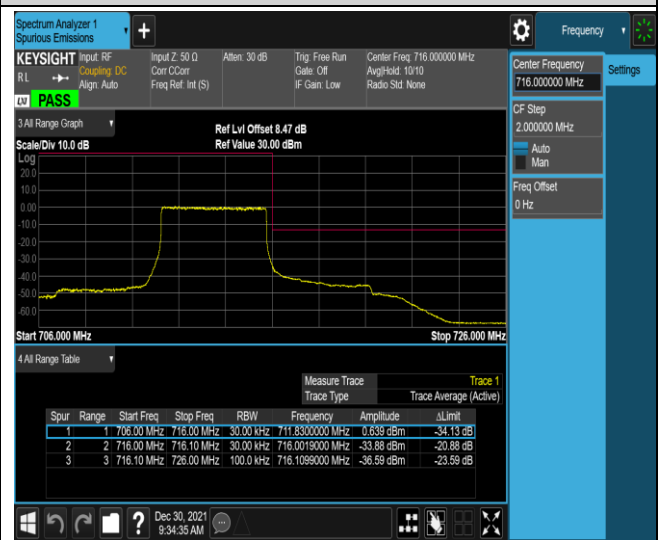 Spectrum Analyzer 1
Spurious Emissions
+
Frequency
KEYSIGHT Input: RF Input Z: 50 Ω Atten: 30 dB Trig: Free Run Center Freq: 716.000000 MHz
RL Coupling: DC Corr CCorr Gate: Off Avg|Hold: 10/10
Align: Auto Freq Ref: Int (S) IF Gain: Low Radio Std: None
PASS
Center Frequency
716.000000 MHz
Settings
CF Step
2.000000 MHz
Auto
Man
Freq Offset
0 Hz
3 All Range Graph
Ref Lvl Offset 8.47 dB
Scale/Div 10.0 dB Ref Value 30.00 dBm
Log
20.0
10.0
0.00
-10.0
-20.0
-30.0
-40.0
-50.0
-60.0
Start 706.000 MHz Stop 726.000 MHz
4 All Range Table
Measure Trace Trace 1
Trace Type Trace Average (Active)
Spur Range Start Freq Stop Freq RBW Frequency Amplitude ΔLimit
1 1 706.00 MHz 716.00 MHz 30.00 kHz 711.8300000 MHz 0.639 dBm -34.13 dB
2 2 716.00 MHz 716.10 MHz 30.00 kHz 716.0019000 MHz -33.88 dBm -20.88 dB
3 3 716.10 MHz 726.00 MHz 100.0 kHz 716.1099000 MHz -36.59 dBm -23.59 dB
? Dec 30, 2021
9:34:35 AM